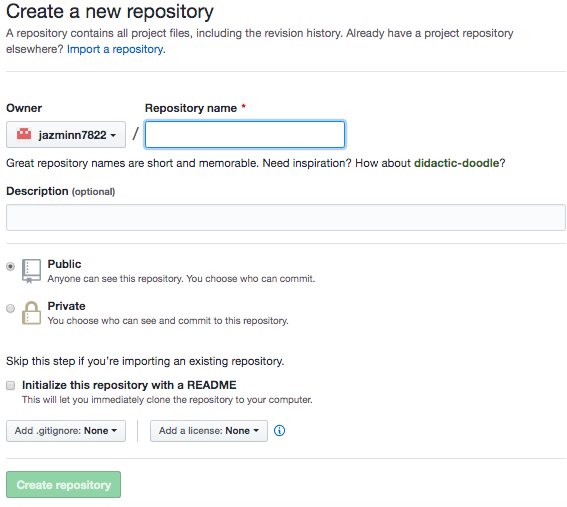 Create a new repository
A repository contains all project files, including the revision history. Already have a project repository
elsewhere? Import a repository.
Owner
Repository name *
jazminn7822
/
Great repository names are short and memorable. Need inspiration? How about didactic-doodle?
Description (optional)
Public
Anyone can see this repository. You choose who can commit.
Private
You choose who can see and commit to this repository.
Skip this step if you're importing an existing repository.
Initialize this repository with a README
This will let you immediately clone the repository to your computer.
Add .gitignore: None
Add a license: None
Create repository